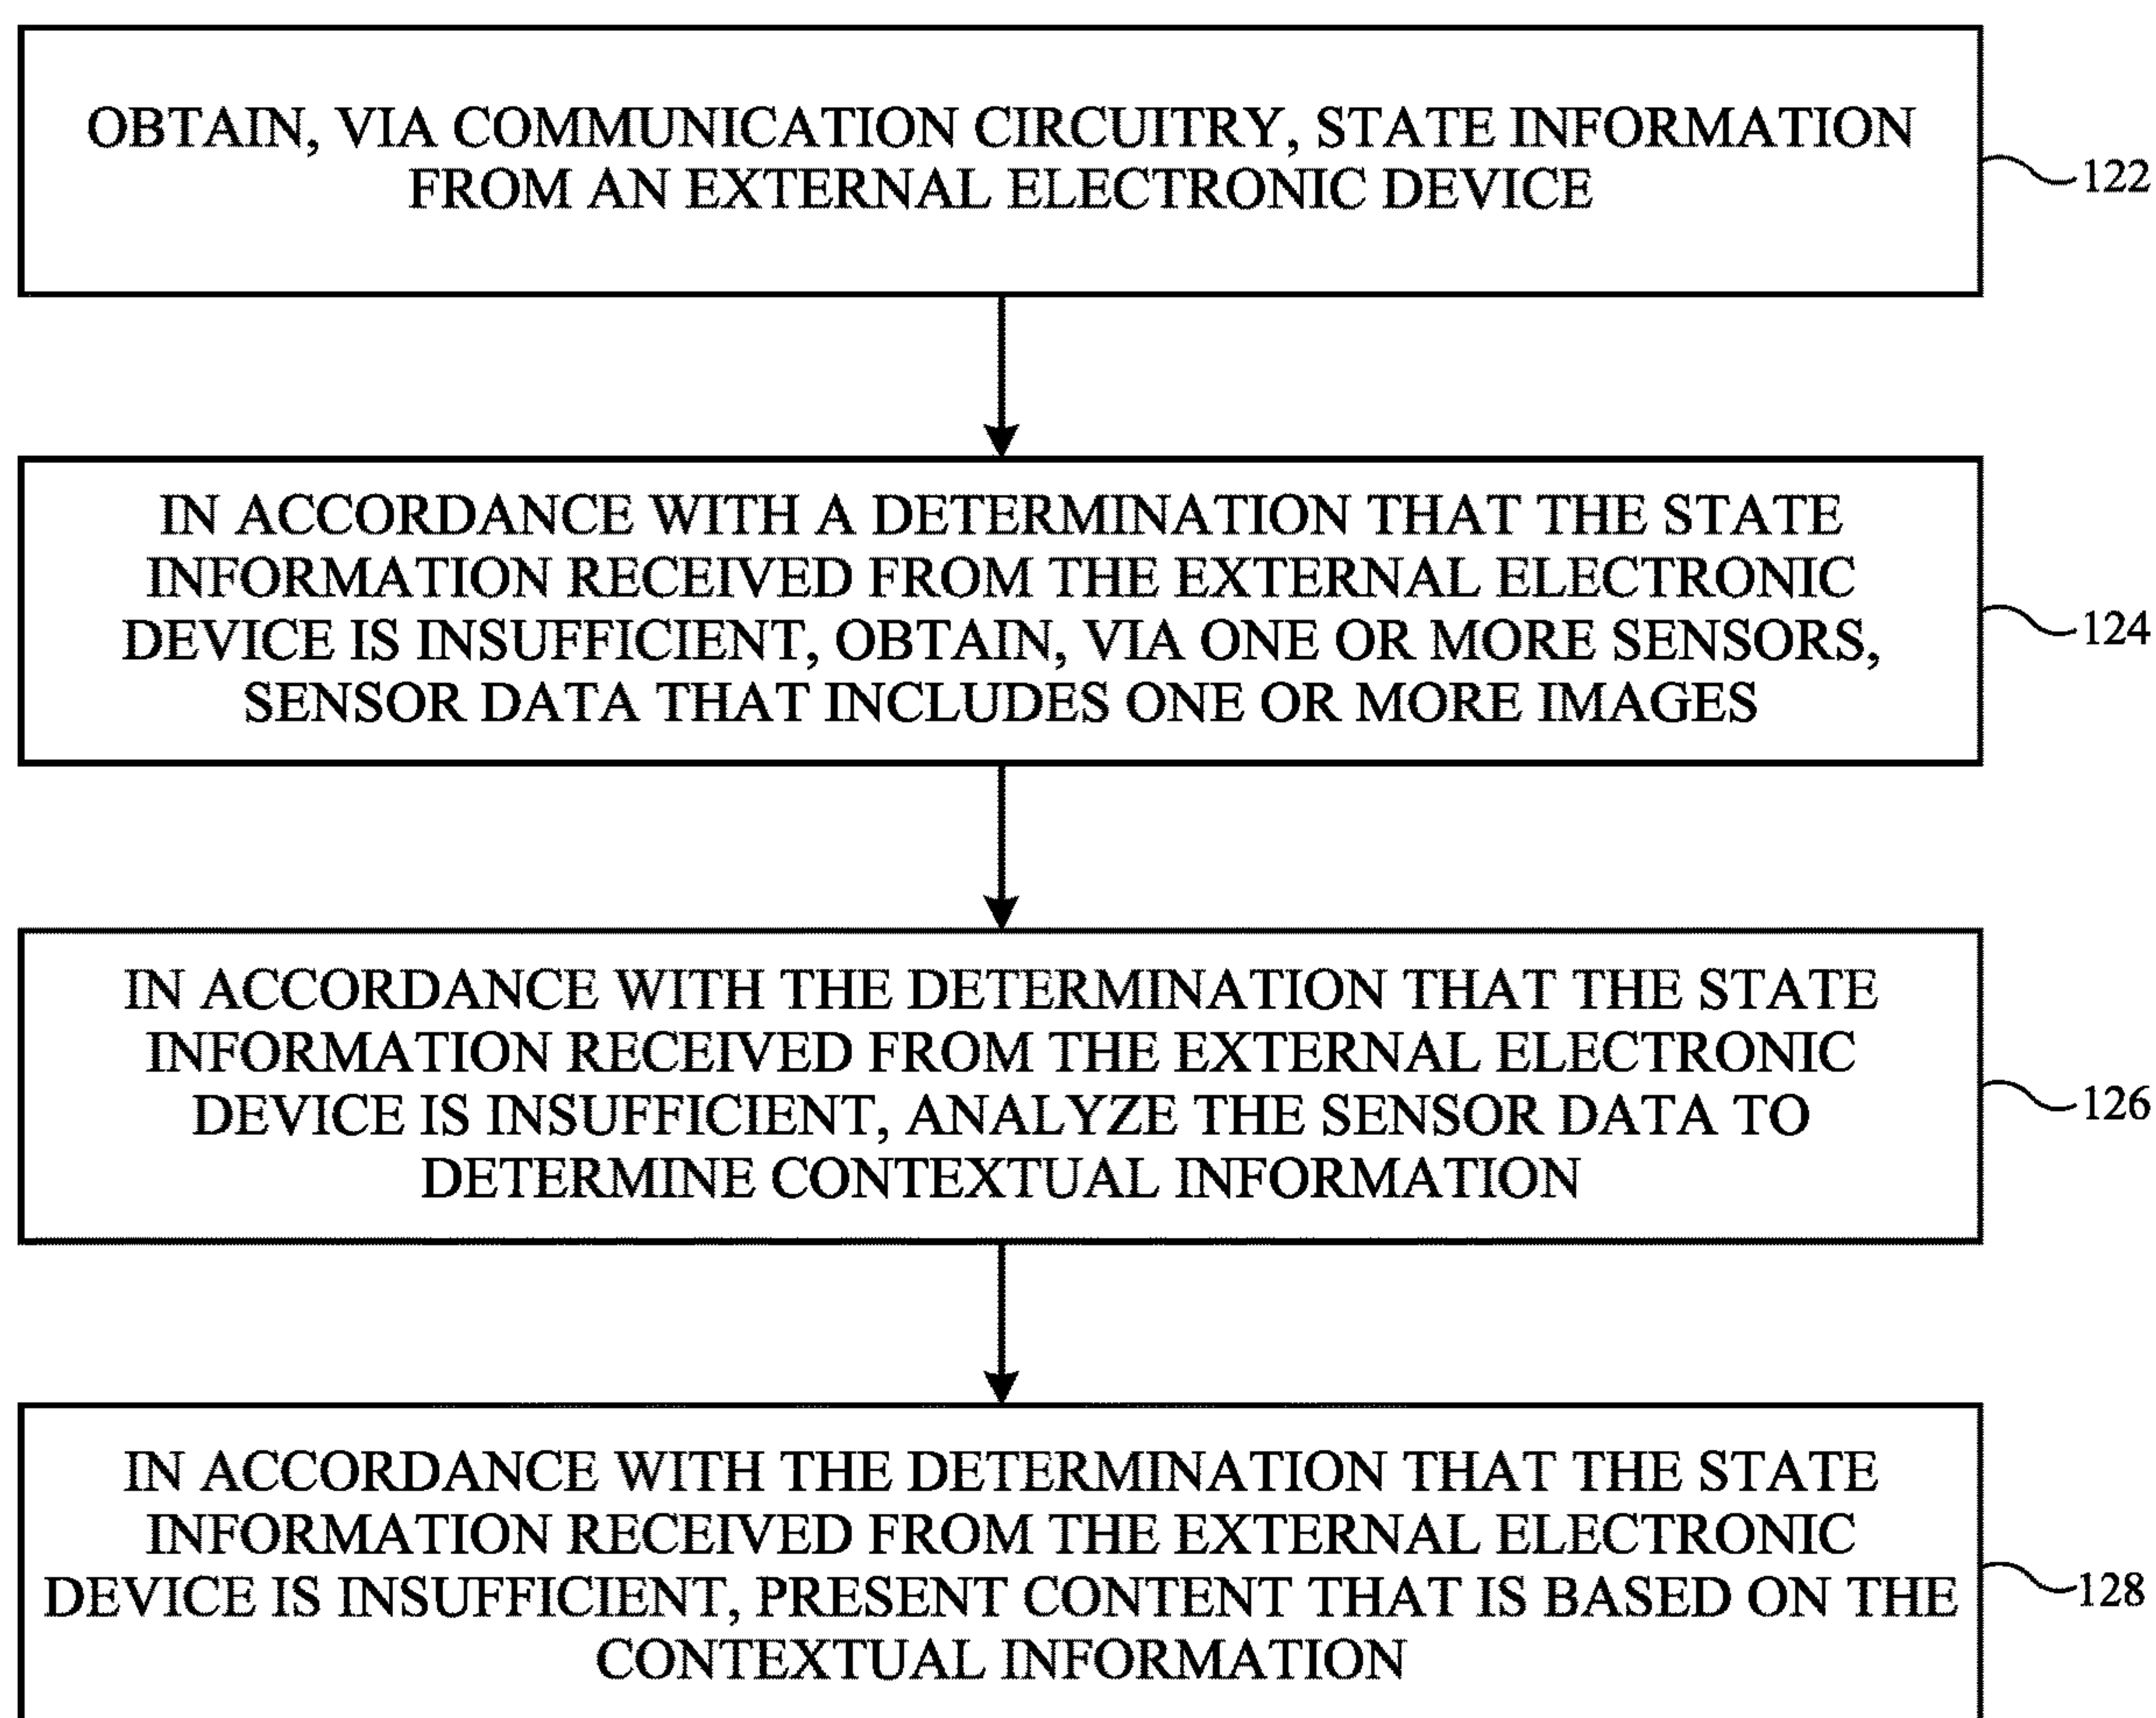 OBTAIN, VIA COMMUNICATION CIRCUITRY, STATE INFORMATION
FROM AN EXTERNAL ELECTRONIC DEVICE
122
IN ACCORDANCE WITH A DETERMINATION THAT THE STATE
INFORMATION RECEIVED FROM THE EXTERNAL ELECTRONIC
DEVICE IS INSUFFICIENT, OBTAIN, VIA ONE OR MORE SENSORS,
SENSOR DATA THAT INCLUDES ONE OR MORE IMAGES
124
IN ACCORDANCE WITH THE DETERMINATION THAT THE STATE
INFORMATION RECEIVED FROM THE EXTERNAL ELECTRONIC
DEVICE IS INSUFFICIENT, ANALYZE THE SENSOR DATA TO
DETERMINE CONTEXTUAL INFORMATION
126
IN ACCORDANCE WITH THE DETERMINATION THAT THE STATE
INFORMATION RECEIVED FROM THE EXTERNAL ELECTRONIC
DEVICE IS INSUFFICIENT, PRESENT CONTENT THAT IS BASED ON THE
CONTEXTUAL INFORMATION
128